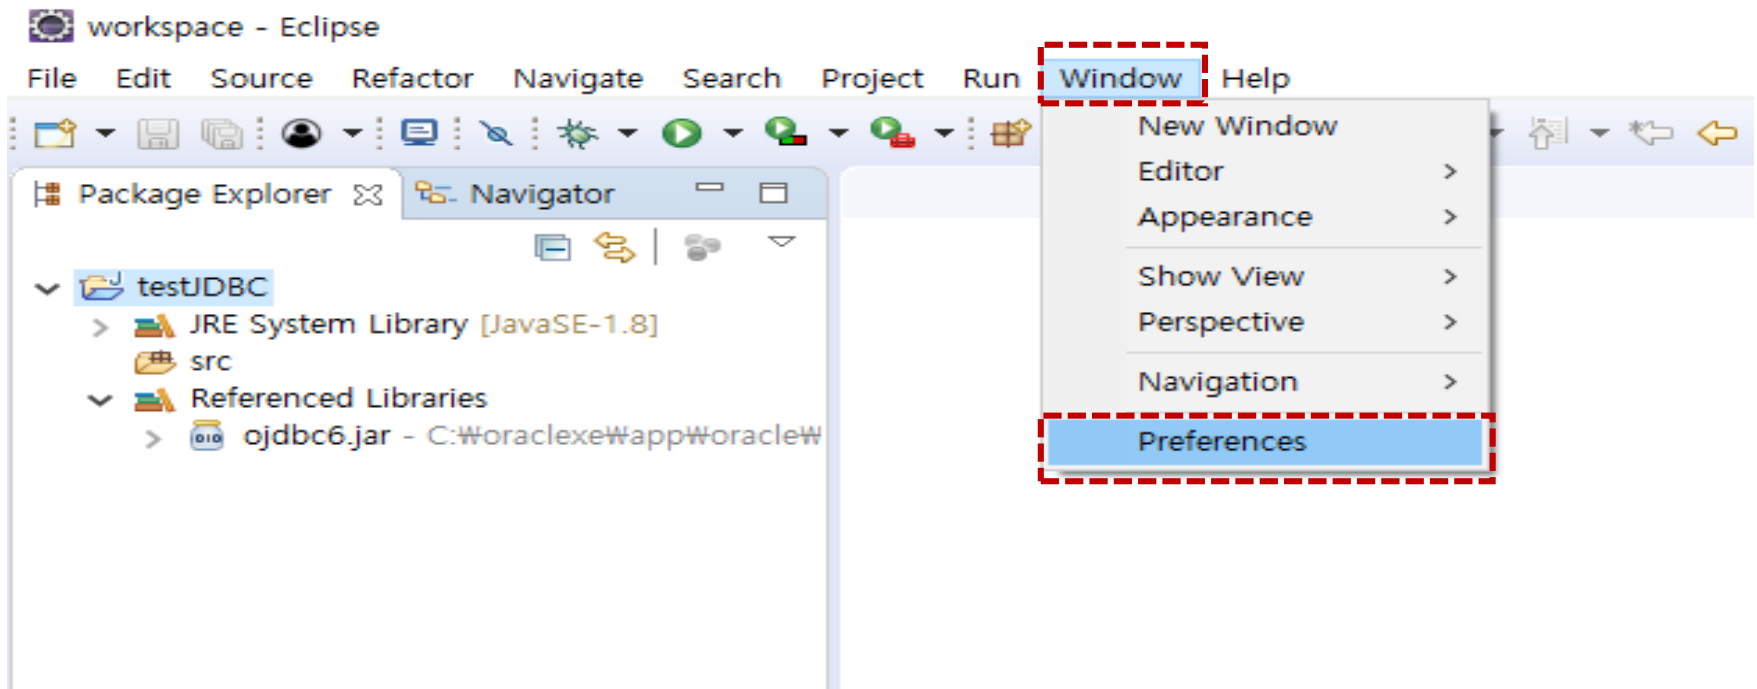 workspace - Eclipse
File Edit Source Refactor Navigate Search Project Run Window Help
Package Explorer Navigator
testJDBC
JRE System Library [JavaSE-1.8]
src
Referenced Libraries
ojdbc6.jar - C:₩oraclexe₩app₩oracle₩
New Window
Editor
Appearance
Show View
Perspective
Navigation
Preferences